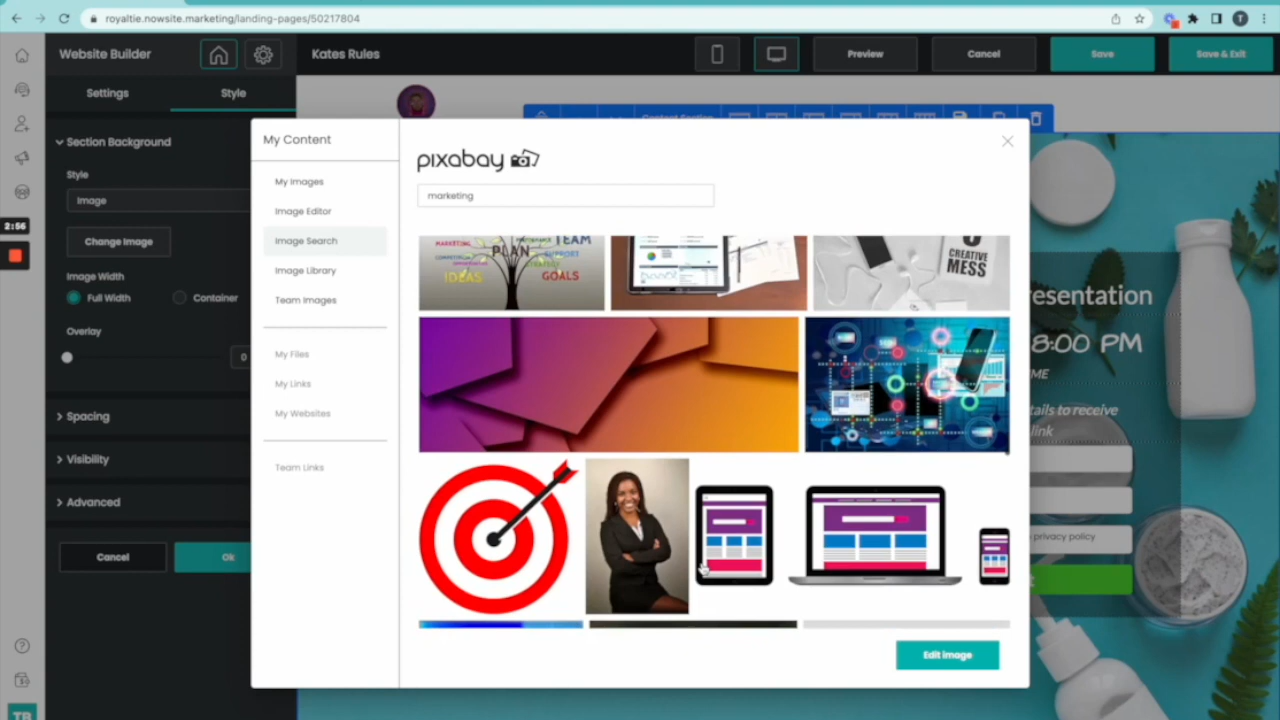 royaltie.nowsite.marketing/landing-pages/50217804
T
Website Builder
Kates Rules
Preview
Cancel
Save
Save & Exit
Settings
Style
Content Section
Section Background
Style
Image
Change Image
Image Width
Full Width
Container
Overlay
0
Spacing
Visibility
Advanced
Cancel
Ok
2:56
TB
My Content
My Images
Image Editor
Image Search
Image Library
Team Images
My Files
My Links
My Websites
Team Links
pixabay
marketing
MARKETING
PLAN
TEAM
SUPPORT
IDEAS
GOALS
CREATIVE
MESS
Edit image
resentation
8:00 PM
ME
tails to receive
link
privacy policy
t